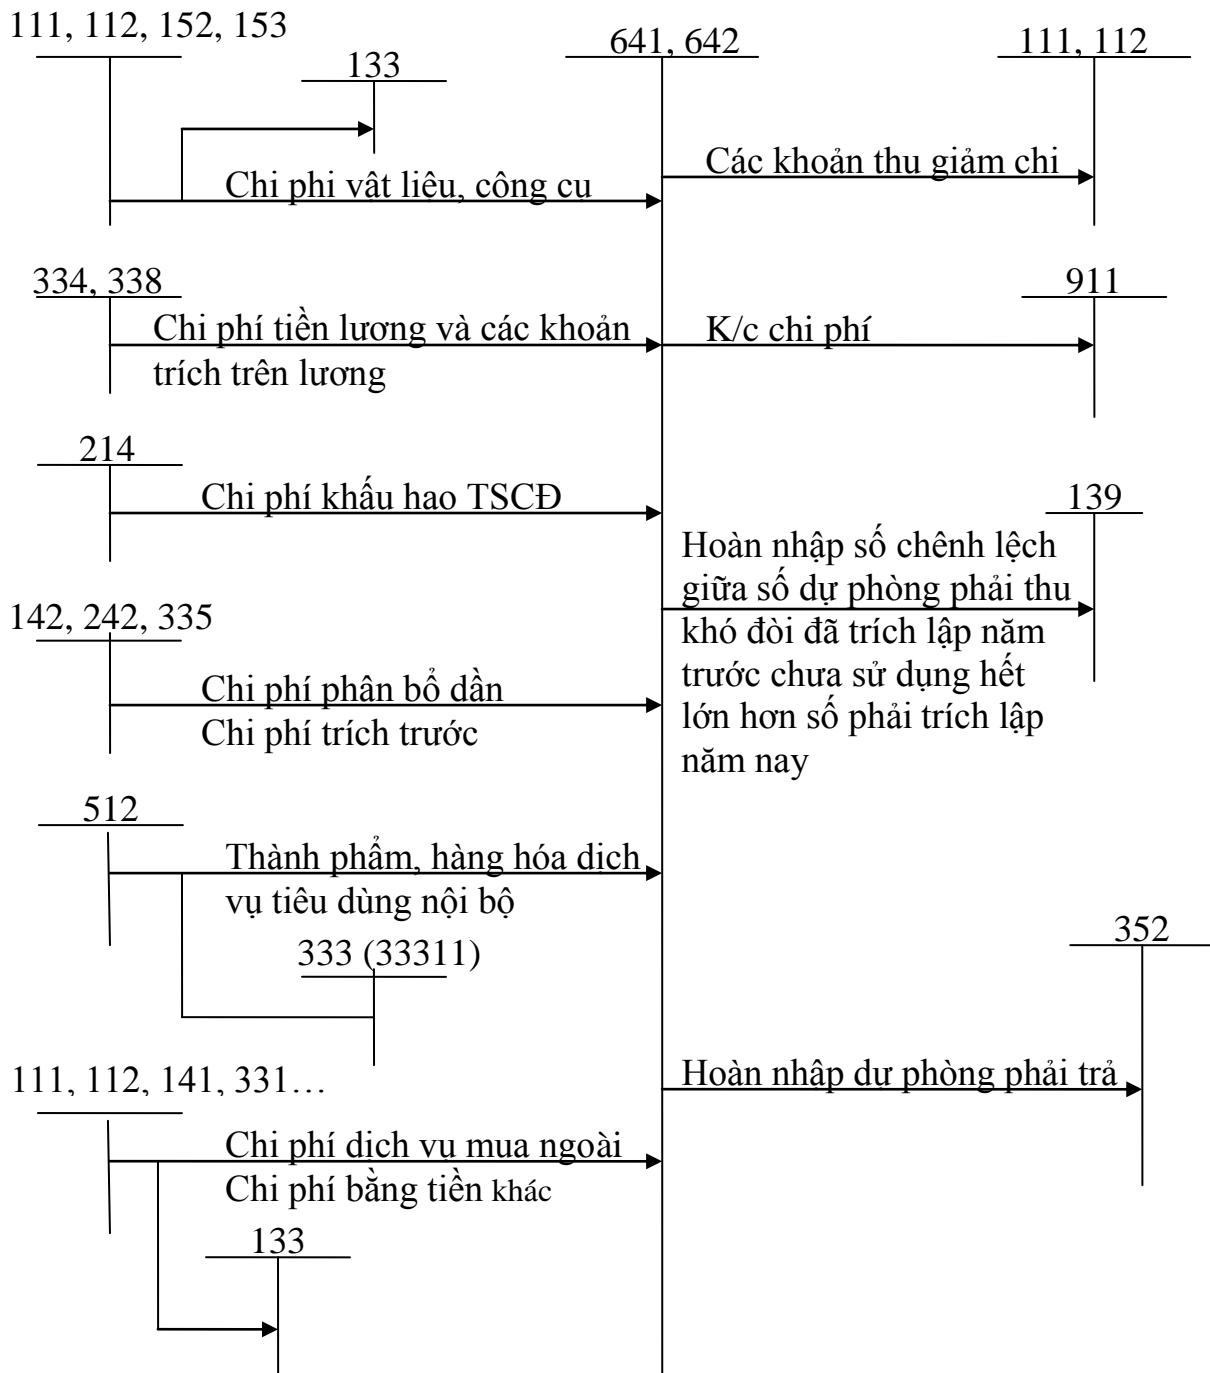 111, 112, 152, 153
641, 642
111, 112
133
Các khoản thu giảm chi
Chi phi vật liệu, công cụ
334, 338
911
Chi phí tiền lương và các khoản
trích trên lương
K/c chi phí
214
Chi phí khấu hao TSCĐ
139
Hoàn nhập số chênh lệch
giữa số dự phòng phải thu
khó đòi đã trích lập năm
trước chưa sử dụng hết
lớn hơn số phải trích lập
năm nay
142, 242, 335
Chi phí phân bổ dần
Chi phí trích trước
512
Thành phẩm, hàng hóa dịch
vụ tiêu dùng nội bộ
333 (33311)
352
Hoàn nhập dự phòng phải trả
111, 112, 141, 331…
Chi phí dịch vụ mua ngoài
Chi phí bằng tiền khác
133